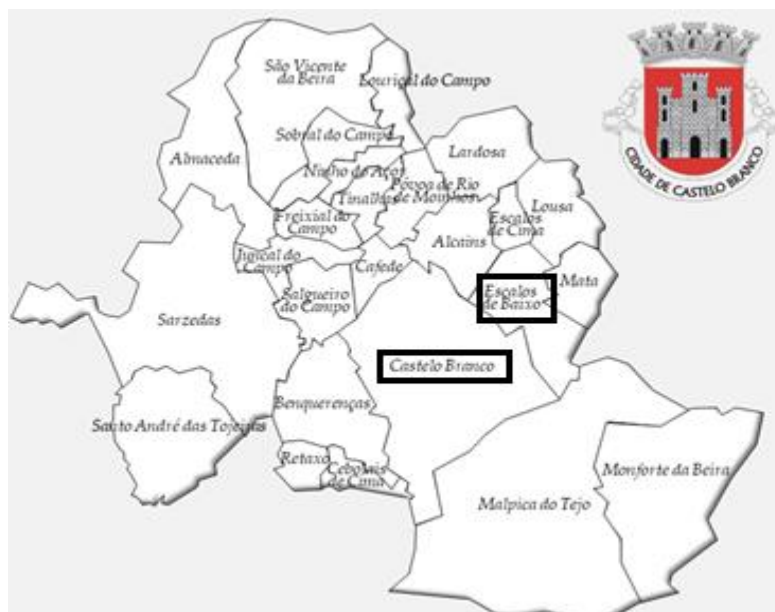 São Vicente
da Beira
Louriçal do Campo
Sobral do Campo
Almaceda
Lardosa
Ninho do Açor
Póvoa de Rio
de Moinhos
Tinalhas
Lousa
Escalos
de Cima
Freixial do
Campo
Alcains
Juncal do
Campo
Cafede
Mata
Salgueiro
do Campo
Escalos
de Baixo
Sarzedas
Castelo Branco
Benquerenças
Santo André das Tojeiras
Retaxo
Cebolais
de Cima
Monforte da Beira
Malpica do Tejo
CIDADE DE CASTELO BRANCO